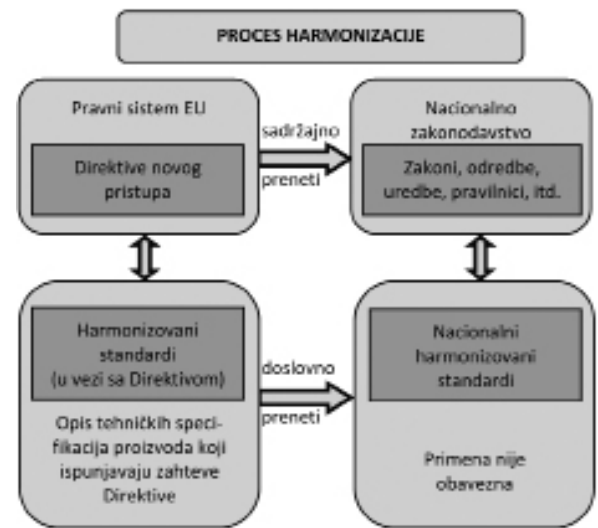 PROCES HARMONIZACIJE
Pravni sistem EU
Direktive novog
pristupa
sadržajno
preneti
Nacionalno
zakonodavstvo
Zakoni, odredbe,
uredbe, pravilnici, itd.
Harmonizovani
standardi
(u vezi sa Direktivom)
Opis tehničkih speci-
fikacija proizvoda koji
ispunjavaju zahteve
Direktive
doslovno
preneti
Nacionalni
harmonizovani
standardi
Primena nije
obavezna